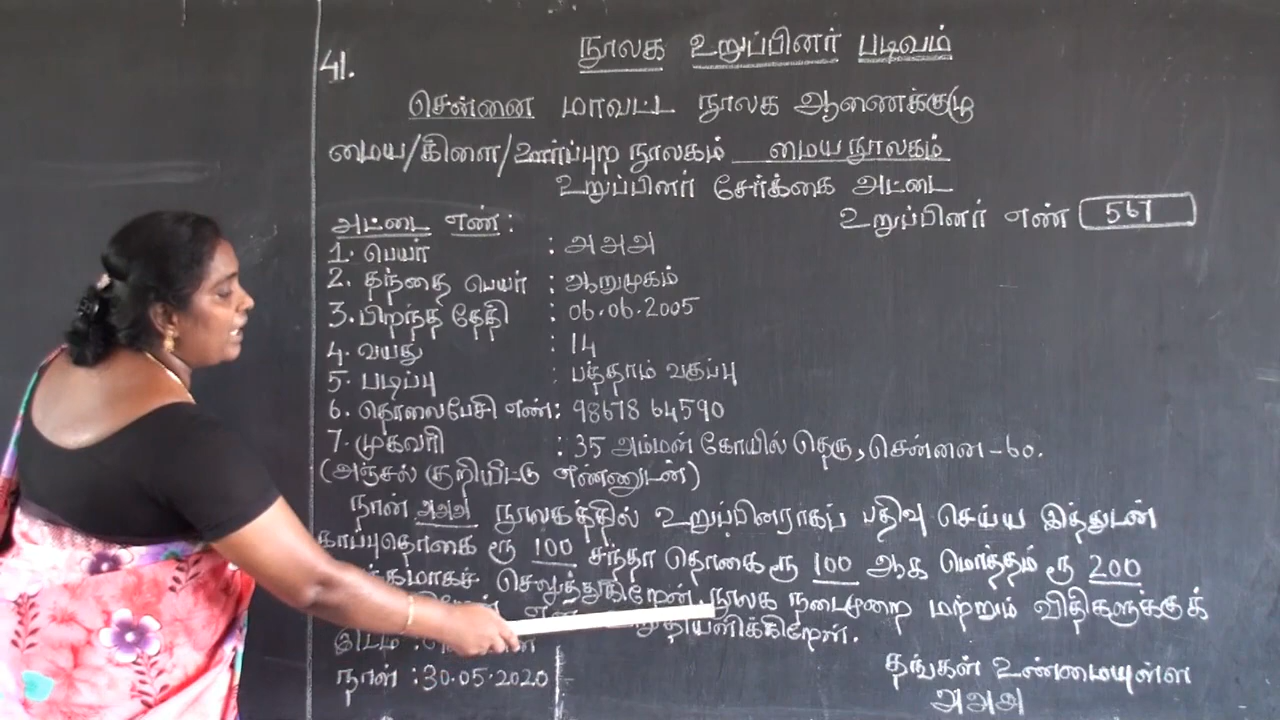 41.
நூலக உறுப்பினர் படிவம்
சென்னை மாவட்ட நூலக ஆணைக்குழு
மைய/கிளை/ஊர்ப்புற நூலகம் மைய நூலகம்
உறுப்பினர் சேர்க்கை அட்டை
அட்டை எண் : உறுப்பினர் எண் 567
1. பெயர் : அ அ அ
2. தந்தை பெயர் : ஆறுமுகம்
3. பிறந்த தேதி : 06.06.2005
4. வயது : 14
5. படிப்பு : பத்தாம் வகுப்பு
6. தொலைபேசி எண் : 98678 64590
7. முகவரி : 35 அம்மன் கோயில் தெரு, சென்னை - 60.
(அஞ்சல் குறியீட்டு எண்ணுடன்)
நான் அஅஅ நூலகத்தில் உறுப்பினராகப் பதிவு செய்ய இத்துடன்
காப்புதொகை ரூ 100 சந்தா தொகை ரூ 100 ஆக மொத்தம் ரூ 200
செலுத்துகிறேன். நூலக நடைமுறை மற்றும் விதிகளுக்குக்
இடம் :
நாள் : 30.05.2020
தங்கள் உண்மையுள்ள
அ அ அ